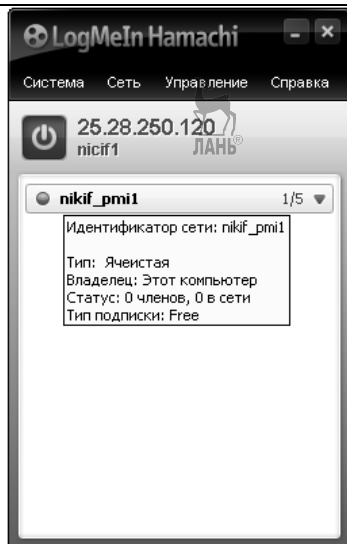 LogMeIn Hamachi
Система Сеть Управление Справка
25.28.250.120
nicif1
ЛАНЬ®
nikif_pmi1 1/5
Идентификатор сети: nikif_pmi1
Тип: Ячеистая
Владелец: Этот компьютер
Статус: 0 членов, 0 в сети
Тип подписки: Free